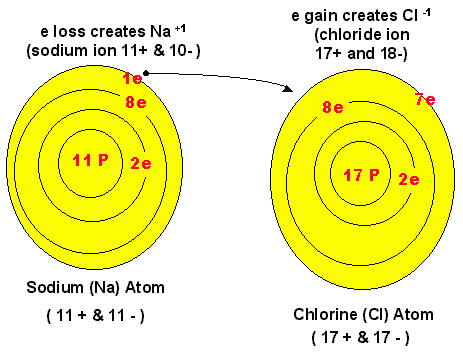 e loss creates Na +1
(sodium ion 11+ & 10- )
1e
8e
11 P
2e
Sodium (Na) Atom
( 11 + & 11 - )
e gain creates Cl -1
(chloride ion
17+ and 18-)
7e
8e
17 P
2e
Chlorine (Cl) Atom
( 17 + & 17 - )